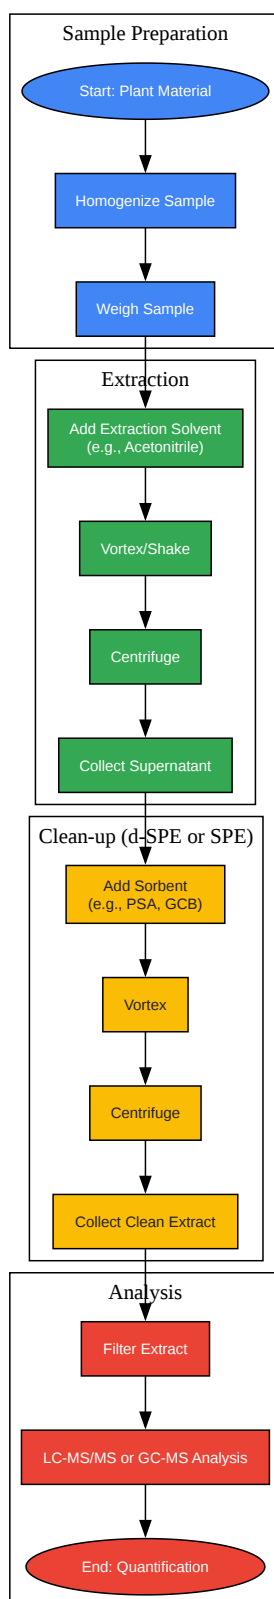 Sample Preparation
Start: Plant Material
Homogenize Sample
Weigh Sample
Extraction
Add Extraction Solvent
(e.g., Acetonitrile)
Vortex/Shake
Centrifuge
Collect Supernatant
Clean-up (d-SPE or SPE)
Add Sorbent
(e.g., PSA, GCB)
Vortex
Centrifuge
Collect Clean Extract
Analysis
Filter Extract
LC-MS/MS or GC-MS Analysis
End: Quantification